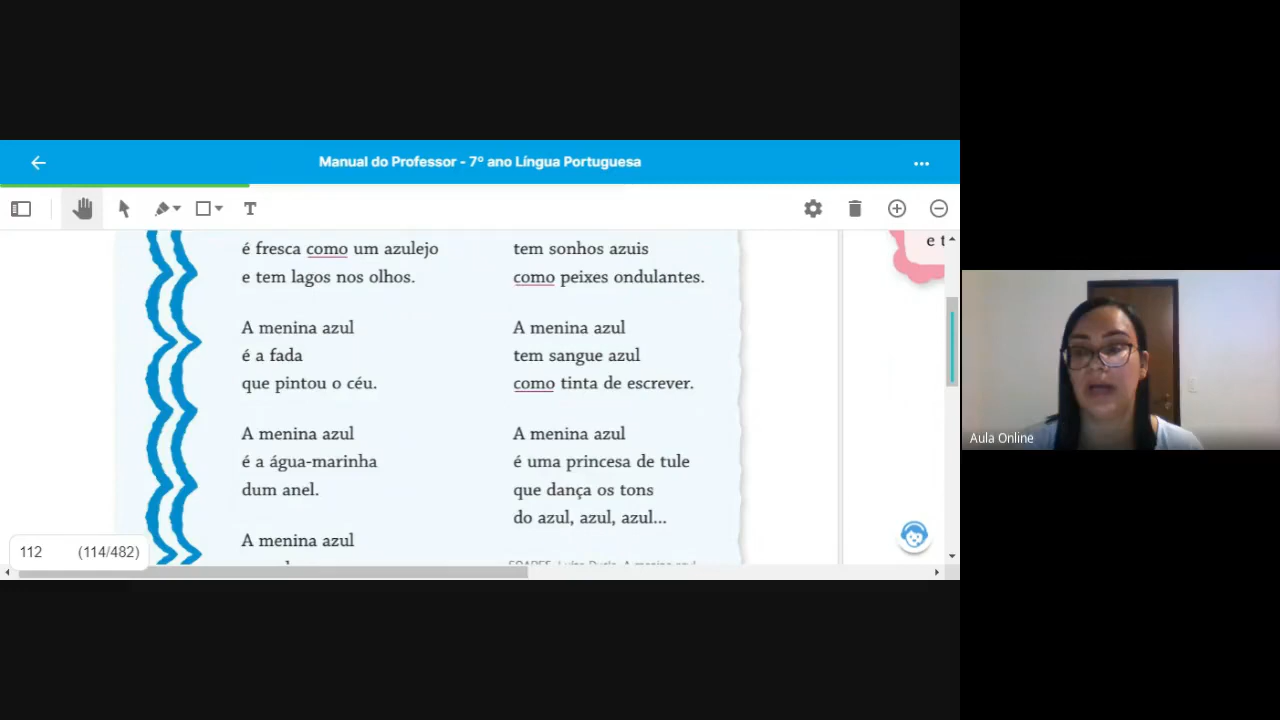 Manual do Professor - 7º ano Língua Portuguesa
T
é fresca como um azulejo
e tem lagos nos olhos.
A menina azul
é a fada
que pintou o céu.
A menina azul
é a água-marinha
dum anel.
A menina azul
tem sonhos azuis
como peixes ondulantes.
A menina azul
tem sangue azul
como tinta de escrever.
A menina azul
é uma princesa de tule
que dança os tons
do azul, azul, azul...
e t
112 (114/482)
Aula Online